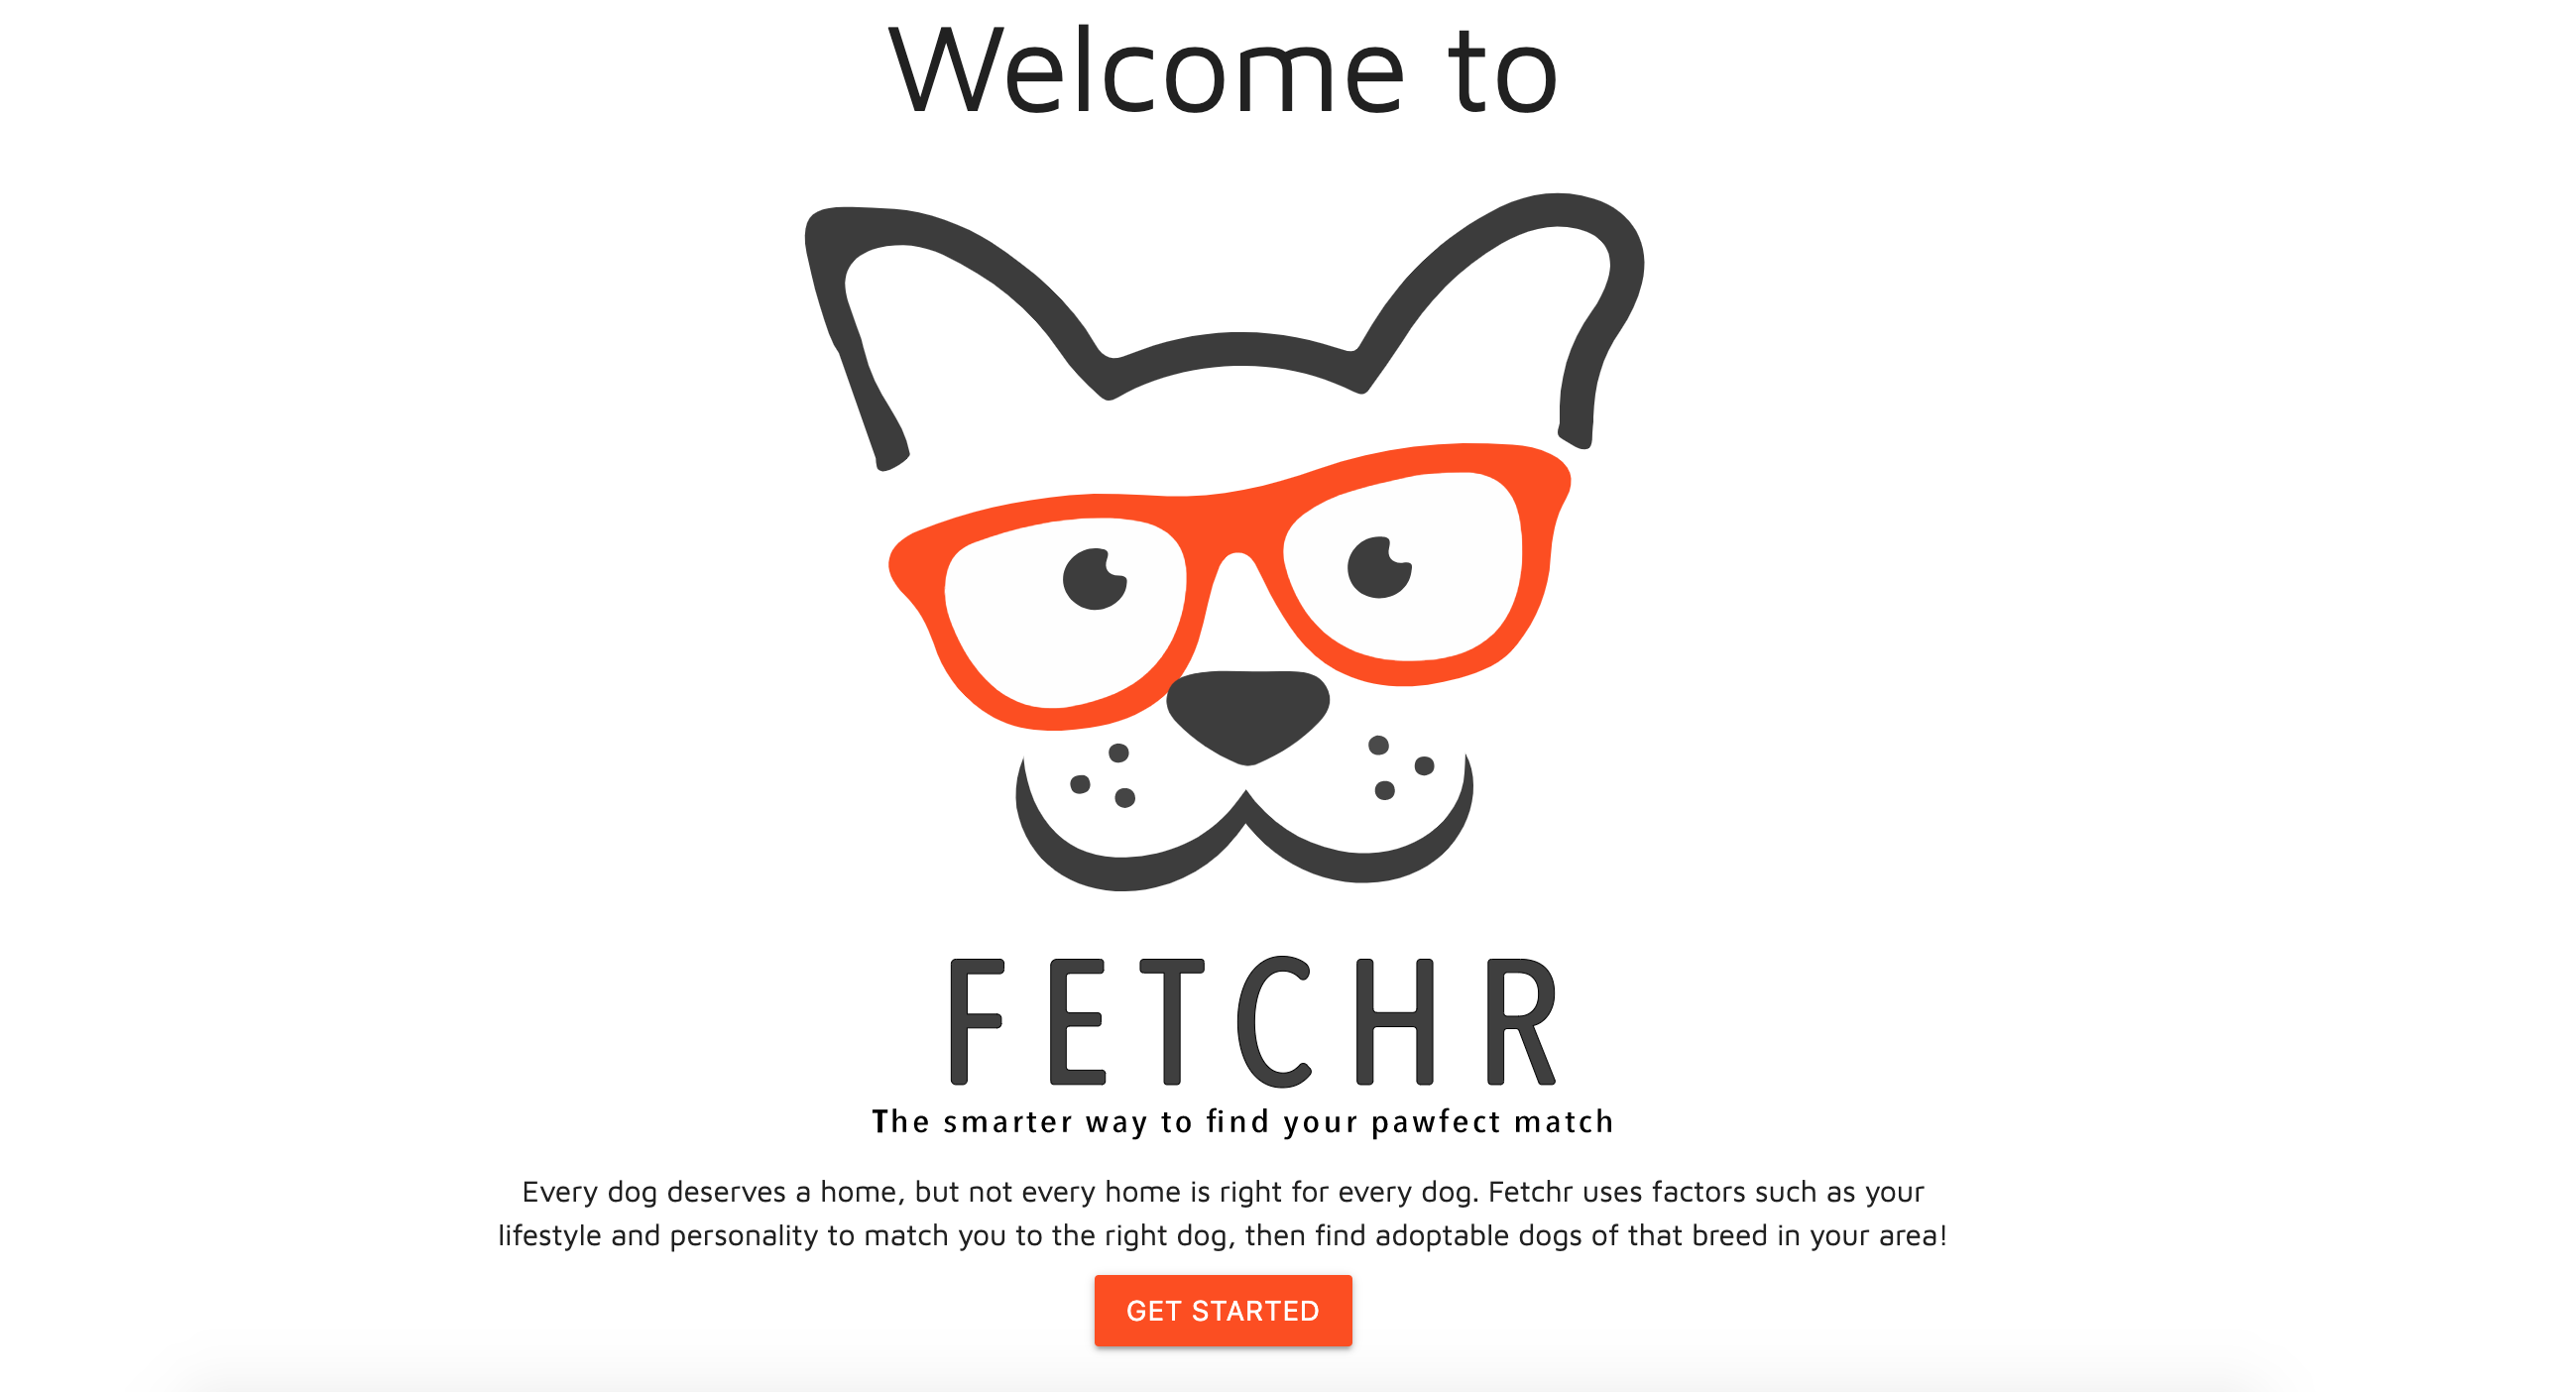 Welcome to
FETCHR
The smarter way to find your pawfect match
Every dog deserves a home, but not every home is right for every dog. Fetchr uses factors such as your
lifestyle and personality to match you to the right dog, then find adoptable dogs of that breed in your area!
GET STARTED